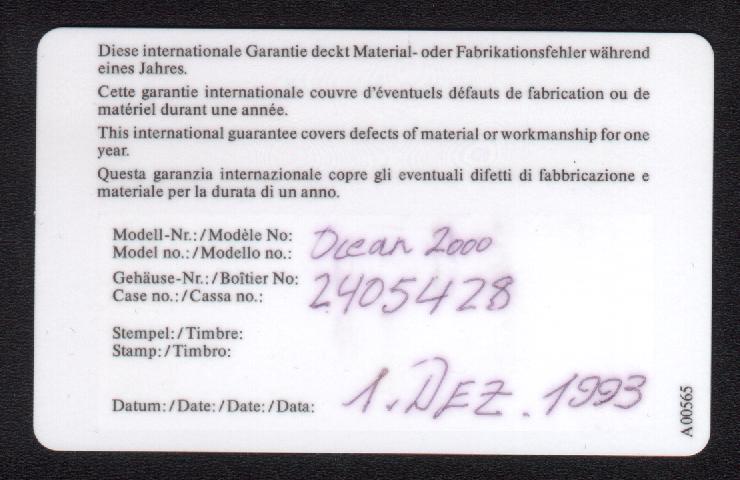 Diese internationale Garantie deckt Material- oder Fabrikationsfehler während
eines Jahres.
Cette garantie internationale couvre d'éventuels défauts de fabrication ou de
matériel durant une année.
This international guarantee covers defects of material or workmanship for one
year.
Questa garanzia internazionale copre gli eventuali difetti di fabbricazione e
materiale per la durata di un anno.
Modell-Nr.:/Modèle No:
Model no.:/Modello no.: Ocean 2000
Gehäuse-Nr.:/Boîtier No:
Case no.:/Cassa no.: 2405428
Stempel:/Timbre:
Stamp:/Timbro:
Datum:/Date:/Date:/Data: 1. DEZ. 1993
A00565